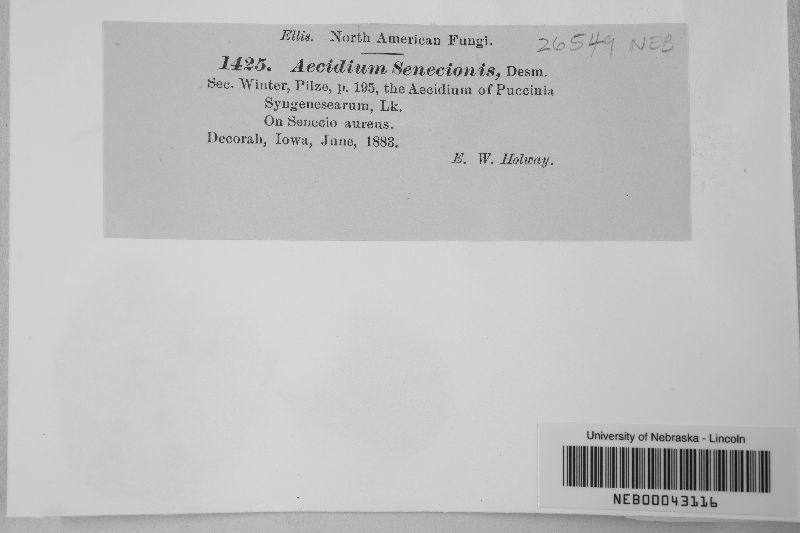 Ellis. North American Fungi.
26549 NEB
1425. Aecidium Senecionis, Desm.
Sec. Winter, Pilze, p. 195, the Aecidium of Puccinia
Syngenesearum, Lk.
On Senecio aureus.
Decorah, Iowa, June, 1883.
E. W. Holway.
University of Nebraska - Lincoln
NEB00043116